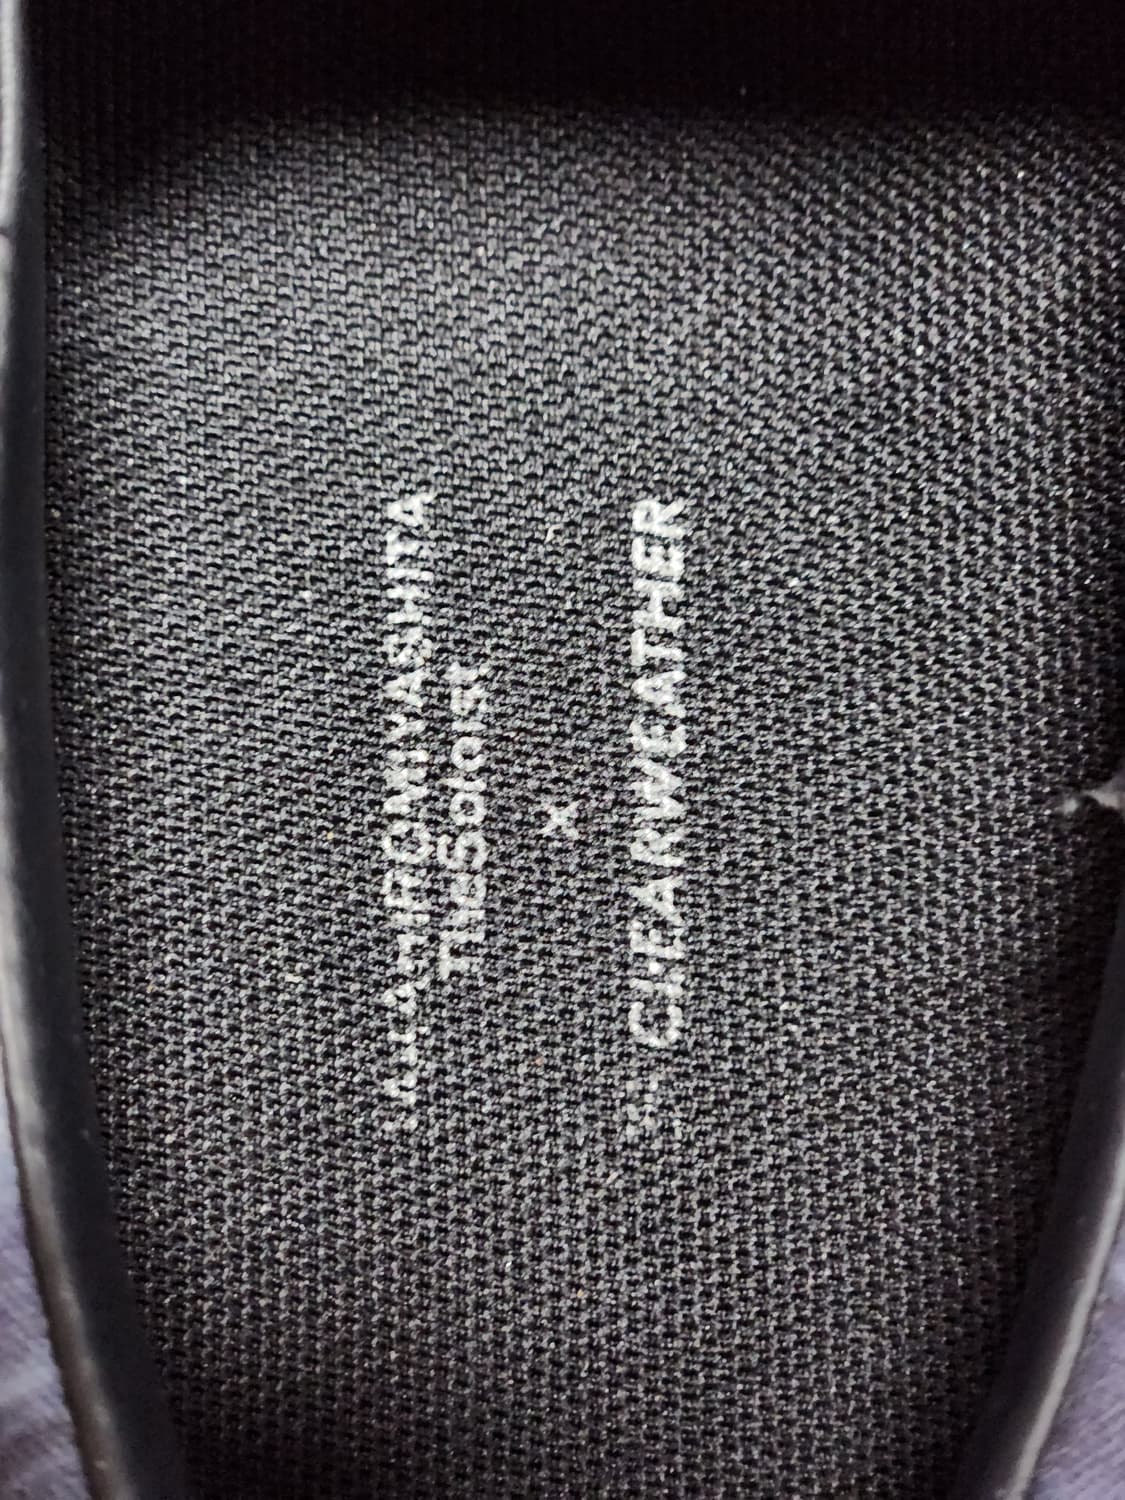 TAKAHIROMIYASHITA
TheSoloist.
x
CLEARWEATHER